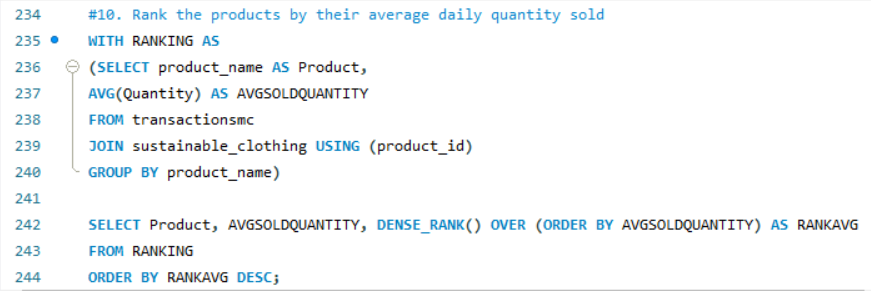 234 #10. Rank the products by their average daily quantity sold
235 WITH RANKING AS
236 (SELECT product_name AS Product,
237 AVG(Quantity) AS AVGSOLDQUANTITY
238 FROM transactionsmc
239 JOIN sustainable_clothing USING (product_id)
240 GROUP BY product_name)
241
242 SELECT Product, AVGSOLDQUANTITY, DENSE_RANK() OVER (ORDER BY AVGSOLDQUANTITY) AS RANKAVG
243 FROM RANKING
244 ORDER BY RANKAVG DESC;